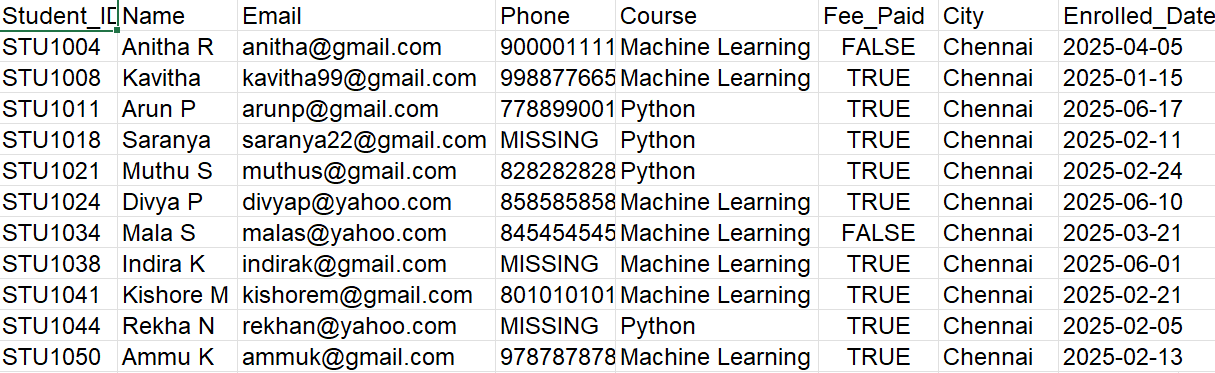 Student_ID Name Email Phone Course Fee_Paid City Enrolled_Date
STU1004 Anitha R anitha@gmail.com 900001111 Machine Learning FALSE Chennai 2025-04-05
STU1008 Kavitha kavitha99@gmail.com 998877665 Machine Learning TRUE Chennai 2025-01-15
STU1011 Arun P arunp@gmail.com 778899001 Python TRUE Chennai 2025-06-17
STU1018 Saranya saranya22@gmail.com MISSING Python TRUE Chennai 2025-02-11
STU1021 Muthu S muthus@gmail.com 828282828 Python TRUE Chennai 2025-02-24
STU1024 Divya P divyap@yahoo.com 858585858 Machine Learning TRUE Chennai 2025-06-10
STU1034 Mala S malas@yahoo.com 845454545 Machine Learning FALSE Chennai 2025-03-21
STU1038 Indira K indirak@gmail.com MISSING Machine Learning TRUE Chennai 2025-06-01
STU1041 Kishore M kishorem@gmail.com 801010101 Machine Learning TRUE Chennai 2025-02-21
STU1044 Rekha N rekhan@yahoo.com MISSING Python TRUE Chennai 2025-02-05
STU1050 Ammu K ammuk@gmail.com 978787878 Machine Learning TRUE Chennai 2025-02-13